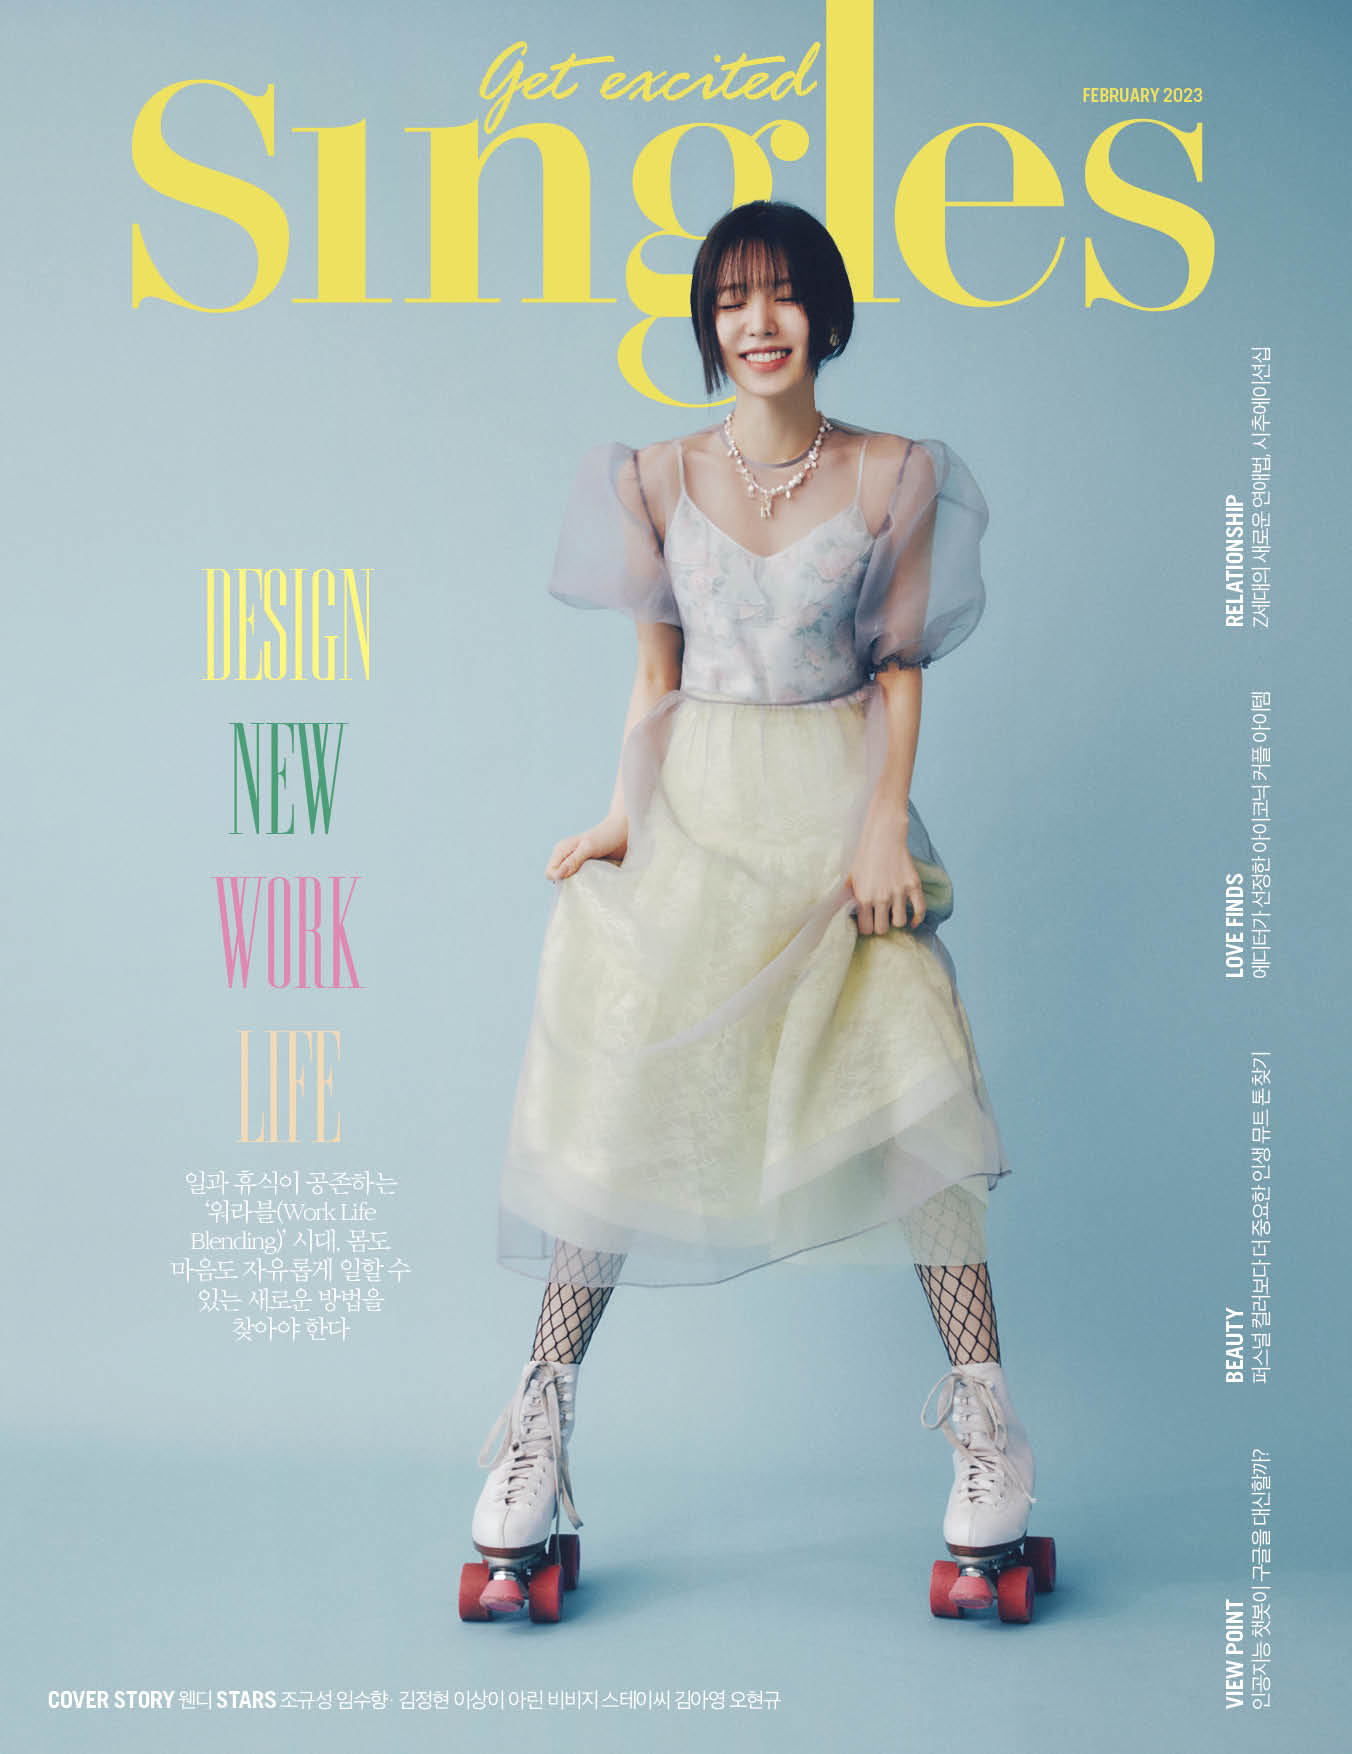 Get excited
Singles
FEBRUARY 2023
DESIGN
NEW
WORK
LIFE
일과 휴식이 공존하는
‘워라블(Work Life
Blending)’ 시대. 몸도
마음도 자유롭게 일할 수
있는 새로운 방법을
찾아야 한다
RELATIONSHIP
Z세대의 새로운 연애법, 시추에이션십
LOVE FINDS
에디터가 선정한 아이코닉 커플 아이템
BEAUTY
퍼스널 컬러보다 더 중요한 인생 뮤트 톤 찾기
VIEW POINT
인공지능 챗봇이 구글을 대신할까?
COVER STORY 웬디 STARS 조규성 임수향· 김정현 이상이 아린 비비지 스테이씨 김아영 오현규
R